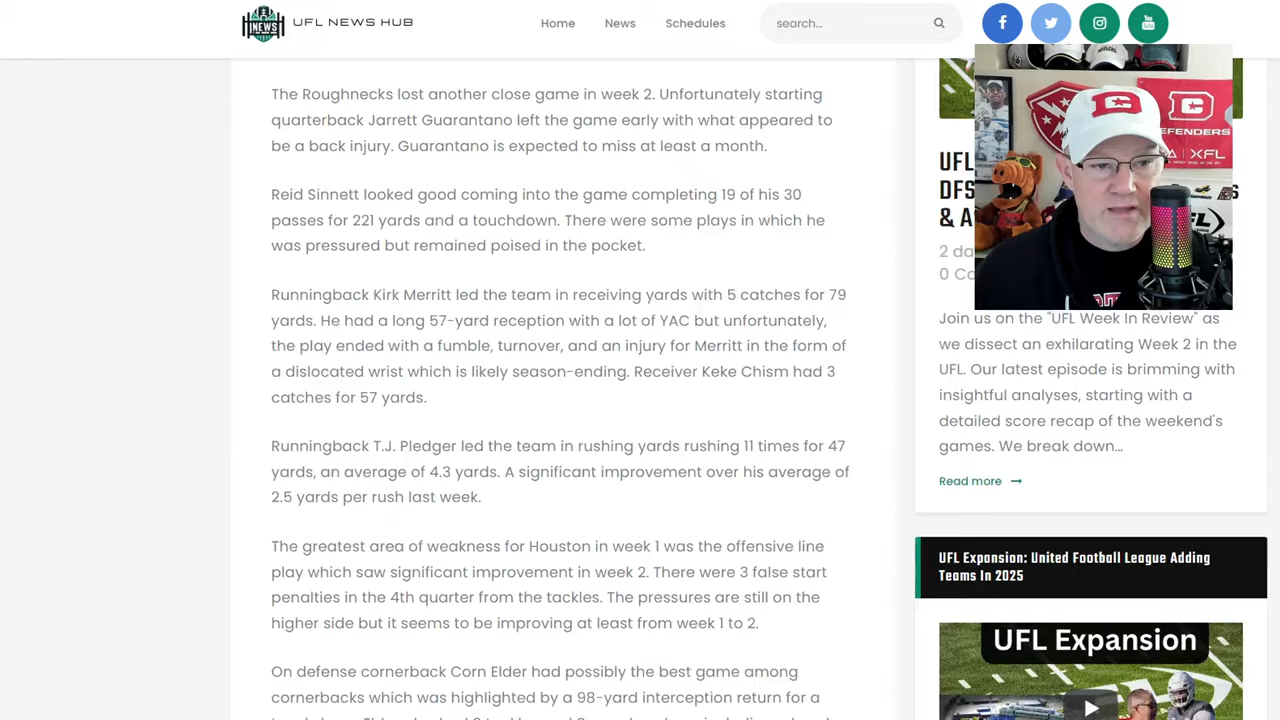 NEWS
UFL NEWS HUB
Home
News
Schedules
search...
The Roughnecks lost another close game in week 2. Unfortunately starting
quarterback Jarrett Guarantano left the game early with what appeared to
be a back injury. Guarantano is expected to miss at least a month.
Reid Sinnett looked good coming into the game completing 19 of his 30
passes for 221 yards and a touchdown. There were some plays in which he
was pressured but remained poised in the pocket.
Runningback Kirk Merritt led the team in receiving yards with 5 catches for 79
yards. He had a long 57-yard reception with a lot of YAC but unfortunately,
the play ended with a fumble, turnover, and an injury for Merritt in the form of
a dislocated wrist which is likely season-ending. Receiver Keke Chism had 3
catches for 57 yards.
Runningback T.J. Pledger led the team in rushing yards rushing 11 times for 47
yards, an average of 4.3 yards. A significant improvement over his average of
2.5 yards per rush last week.
The greatest area of weakness for Houston in week 1 was the offensive line
play which saw significant improvement in week 2. There were 3 false start
penalties in the 4th quarter from the tackles. The pressures are still on the
higher side but it seems to be improving at least from week 1 to 2.
On defense cornerback Corn Elder had possibly the best game among
cornerbacks which was highlighted by a 98-yard interception return for a
UFL
DFS
& A
2 da
0 Co
DEFENDERS
XFL
Join us on the "UFL Week In Review" as
we dissect an exhilarating Week 2 in the
UFL. Our latest episode is brimming with
insightful analyses, starting with a
detailed score recap of the weekend's
games. We break down...
Read more
UFL Expansion: United Football League Adding
Teams In 2025
UFL Expansion